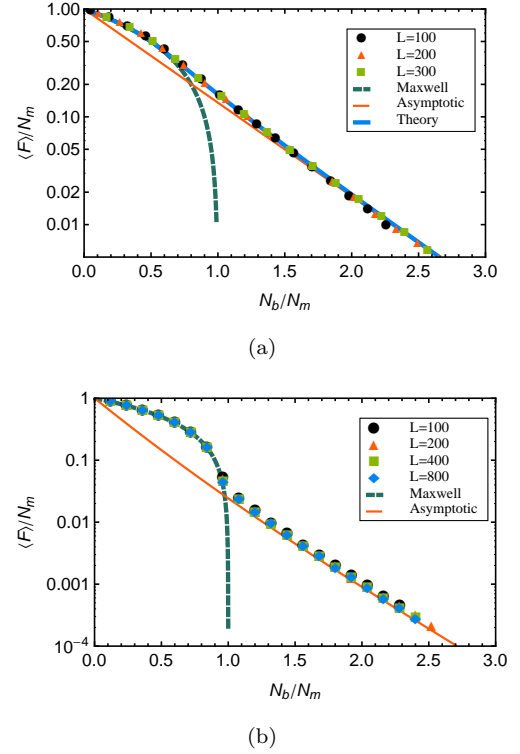 1.00
0.50
0.20
0.10
0.05
0.02
0.01
⟨F⟩/N_m
L=100
L=200
L=300
Maxwell
Asymptotic
Theory
0.0 0.5 1.0 1.5 2.0 2.5 3.0
N_b/N_m
(a)
1
0.1
0.01
0.001
10⁻⁴
⟨F⟩/N_m
L=100
L=200
L=400
L=800
Maxwell
Asymptotic
0.0 0.5 1.0 1.5 2.0 2.5 3.0
N_b/N_m
(b)